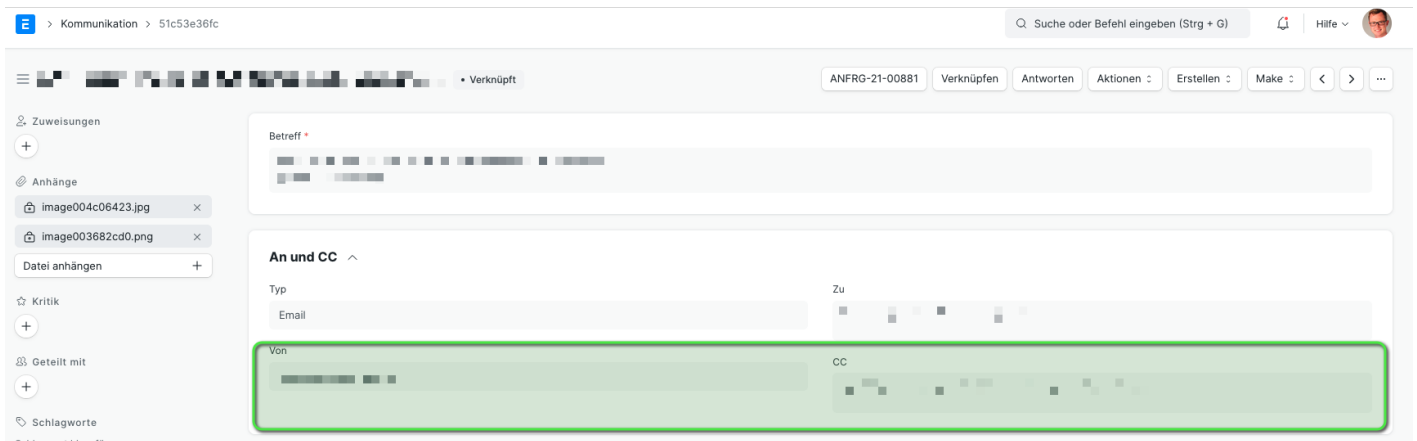 E > Kommunikation > 51c53e36fc Suche oder Befehl eingeben (Strg + G) Hilfe
• Verknüpft ANFRG-21-00881 Verknüpfen Antworten Aktionen Erstellen Make < > ...
Zuweisungen
+
Betreff *
Anhänge
image004c06423.jpg ×
image003682cd0.png ×
Datei anhängen +
An und CC
Typ Zu
Kritik
Email
+
Von CC
Geteilt mit
+
Schlagworte